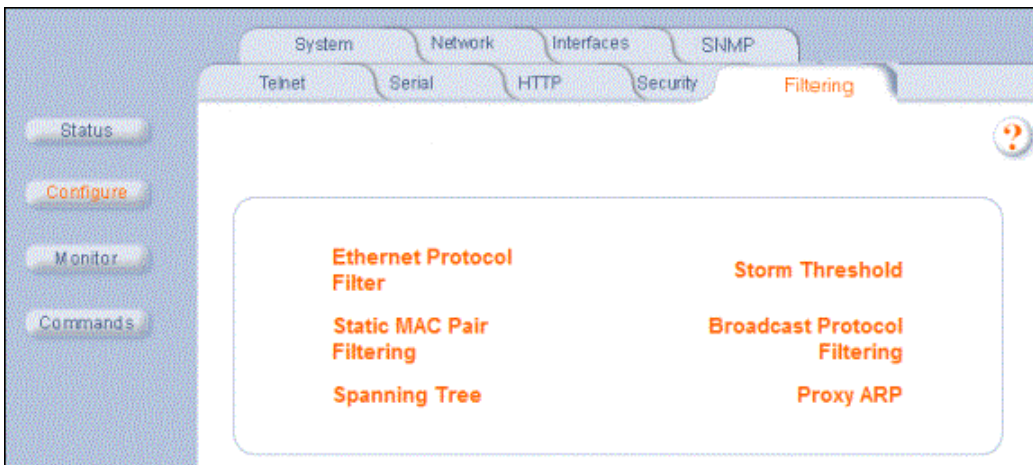 System Network Interfaces SNMP
Telnet Serial HTTP Security Filtering
Status
?
Configure
Monitor
Commands
Ethernet Protocol
Filter
Storm Threshold
Static MAC Pair
Filtering
Broadcast Protocol
Filtering
Spanning Tree
Proxy ARP